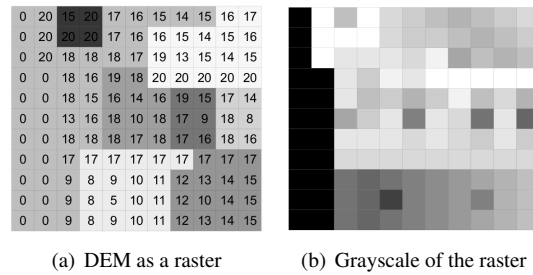 0 20 15 20 17 16 15 14 15 16 17
0 20 20 20 17 16 16 15 14 15 16
0 20 18 18 18 17 19 13 15 14 15
0 0 18 16 19 18 20 20 20 20 20
0 0 18 15 16 14 16 19 15 17 14
0 0 13 16 18 10 18 17 9 18 8
0 0 18 18 18 17 18 17 16 18 16
0 0 17 17 17 17 17 17 17 17 17
0 0 9 8 9 10 11 12 13 14 15
0 0 9 8 5 10 11 12 10 14 15
0 0 9 8 9 10 11 12 13 14 15
(a) DEM as a raster
(b) Grayscale of the raster